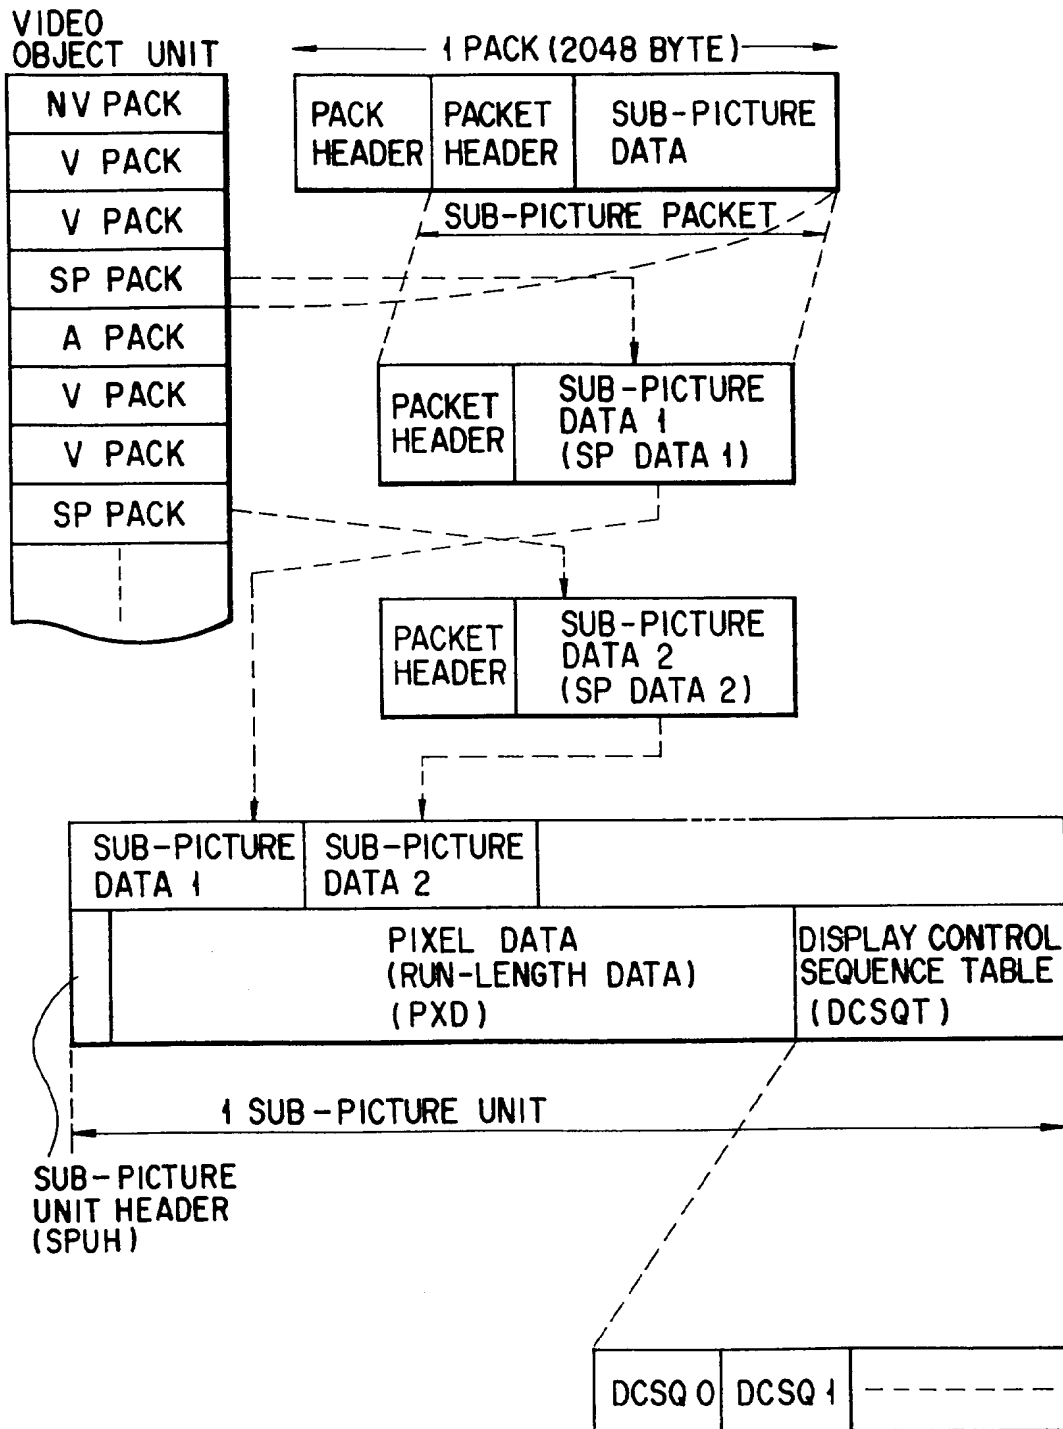 VIDEO
OBJECT UNIT
NV PACK
V PACK
V PACK
SP PACK
A PACK
V PACK
V PACK
SP PACK
1 PACK (2048 BYTE)
PACK
HEADER
PACKET
HEADER
SUB-PICTURE
DATA
SUB-PICTURE PACKET
PACKET
HEADER
SUB-PICTURE
DATA 1
(SP DATA 1)
PACKET
HEADER
SUB-PICTURE
DATA 2
(SP DATA 2)
SUB-PICTURE
DATA 1
SUB-PICTURE
DATA 2
PIXEL DATA
(RUN-LENGTH DATA)
(PXD)
DISPLAY CONTROL
SEQUENCE TABLE
(DCSQT)
1 SUB-PICTURE UNIT
SUB-PICTURE
UNIT HEADER
(SPUH)
DCSQ 0
DCSQ 1